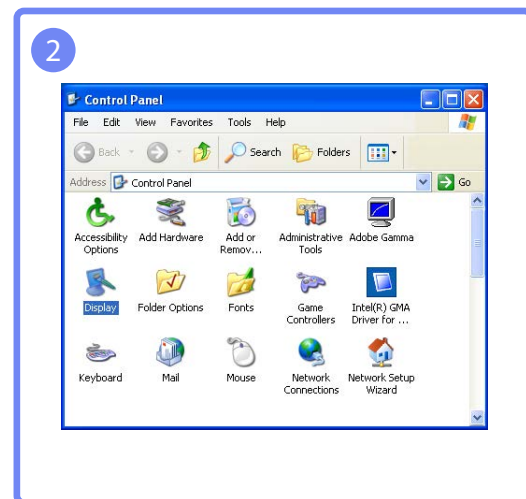 2
Control Panel
File Edit View Favorites Tools Help
Back Search Folders
Address Control Panel Go
Accessibility Options Add Hardware Add or Remov... Administrative Tools Adobe Gamma
Display Folder Options Fonts Game Controllers Intel(R) GMA Driver for ...
Keyboard Mail Mouse Network Connections Network Setup Wizard